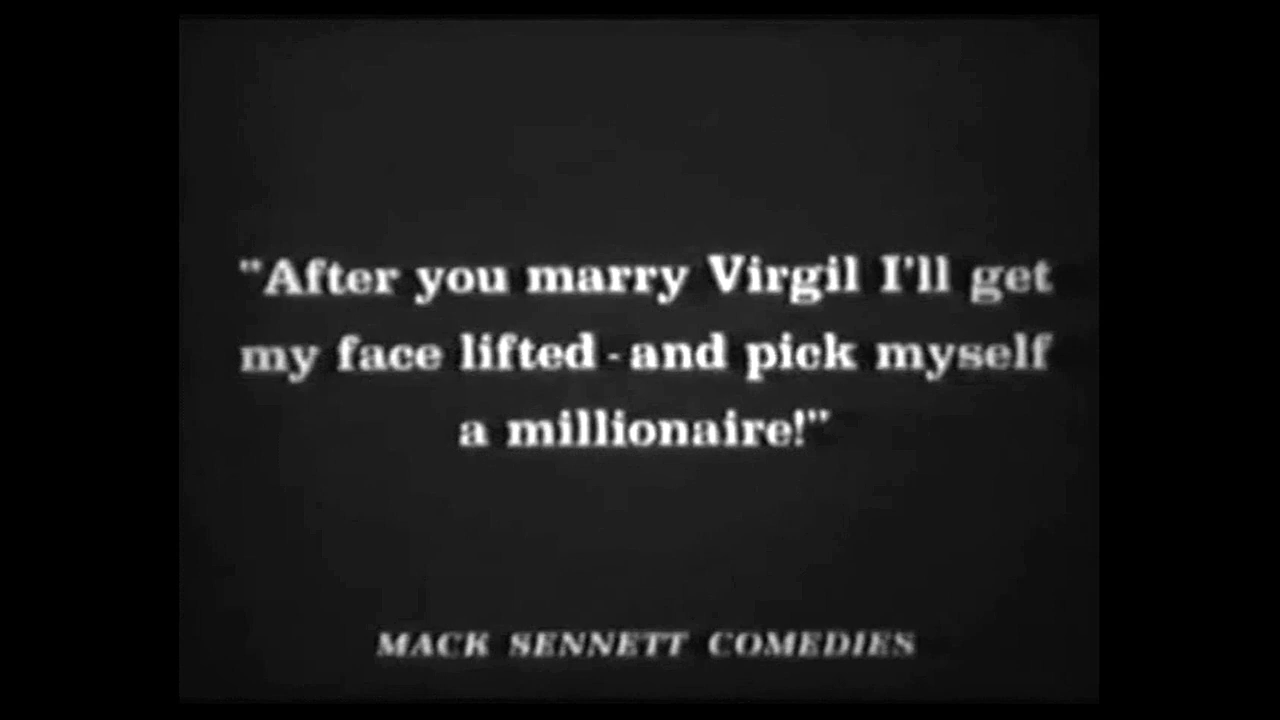 "After you marry Virgil I'll get
my face lifted - and pick myself
a millionaire!"
MACK SENNETT COMEDIES